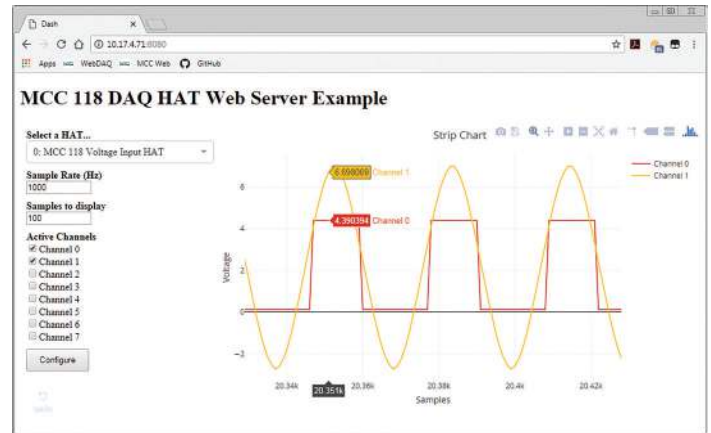 Dash
10.17.4.71:8080
Apps WebDAQ MCC Web GitHub
MCC 118 DAQ HAT Web Server Example
Select a HAT...
0: MCC 118 Voltage Input HAT
Sample Rate (Hz)
1000
Samples to display
100
Active Channels
Channel 0
Channel 1
Channel 2
Channel 3
Channel 4
Channel 5
Channel 6
Channel 7
Configure
Strip Chart
Channel 0
Channel 1
6.698069 Channel 1
4.390394 Channel 0
6
4
2
0
Voltage
20.34k 20.351k 20.36k 20.38k 20.4k 20.42k
Samples